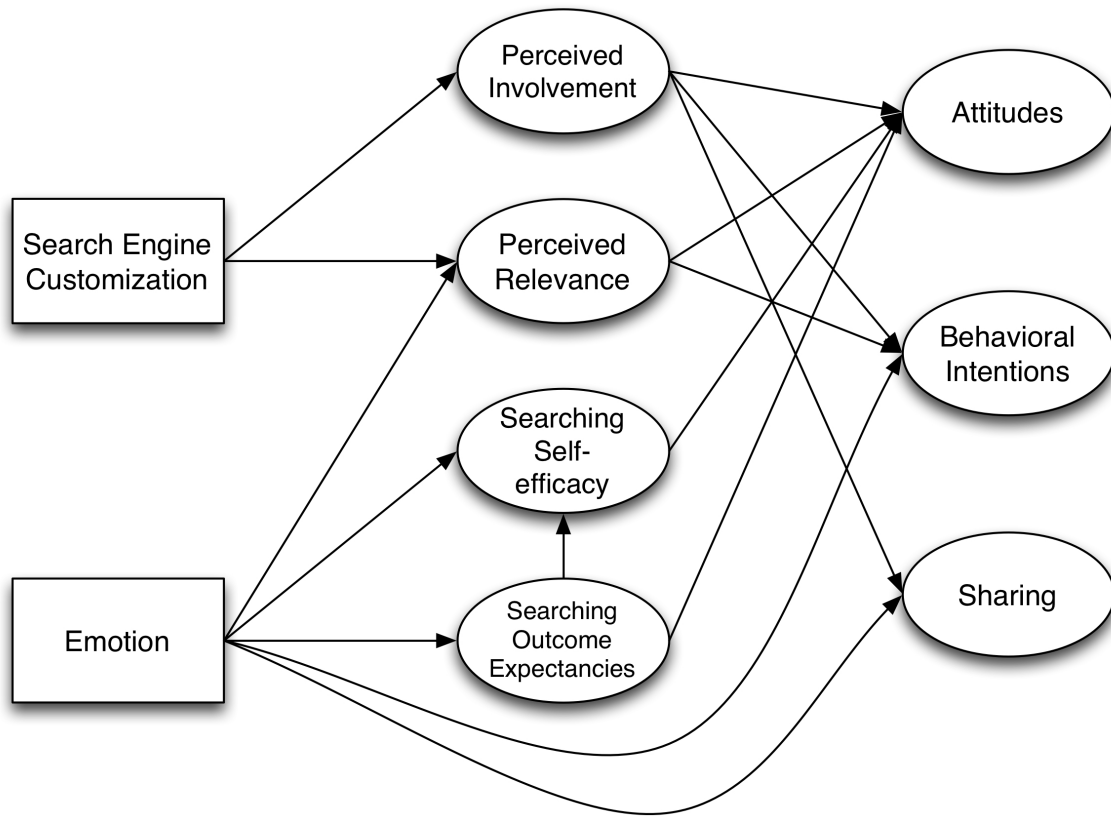 Perceived
Involvement
Attitudes
Search Engine
Customization
Perceived
Relevance
Behavioral
Intentions
Searching
Self-
efficacy
Emotion
Searching
Outcome
Expectancies
Sharing